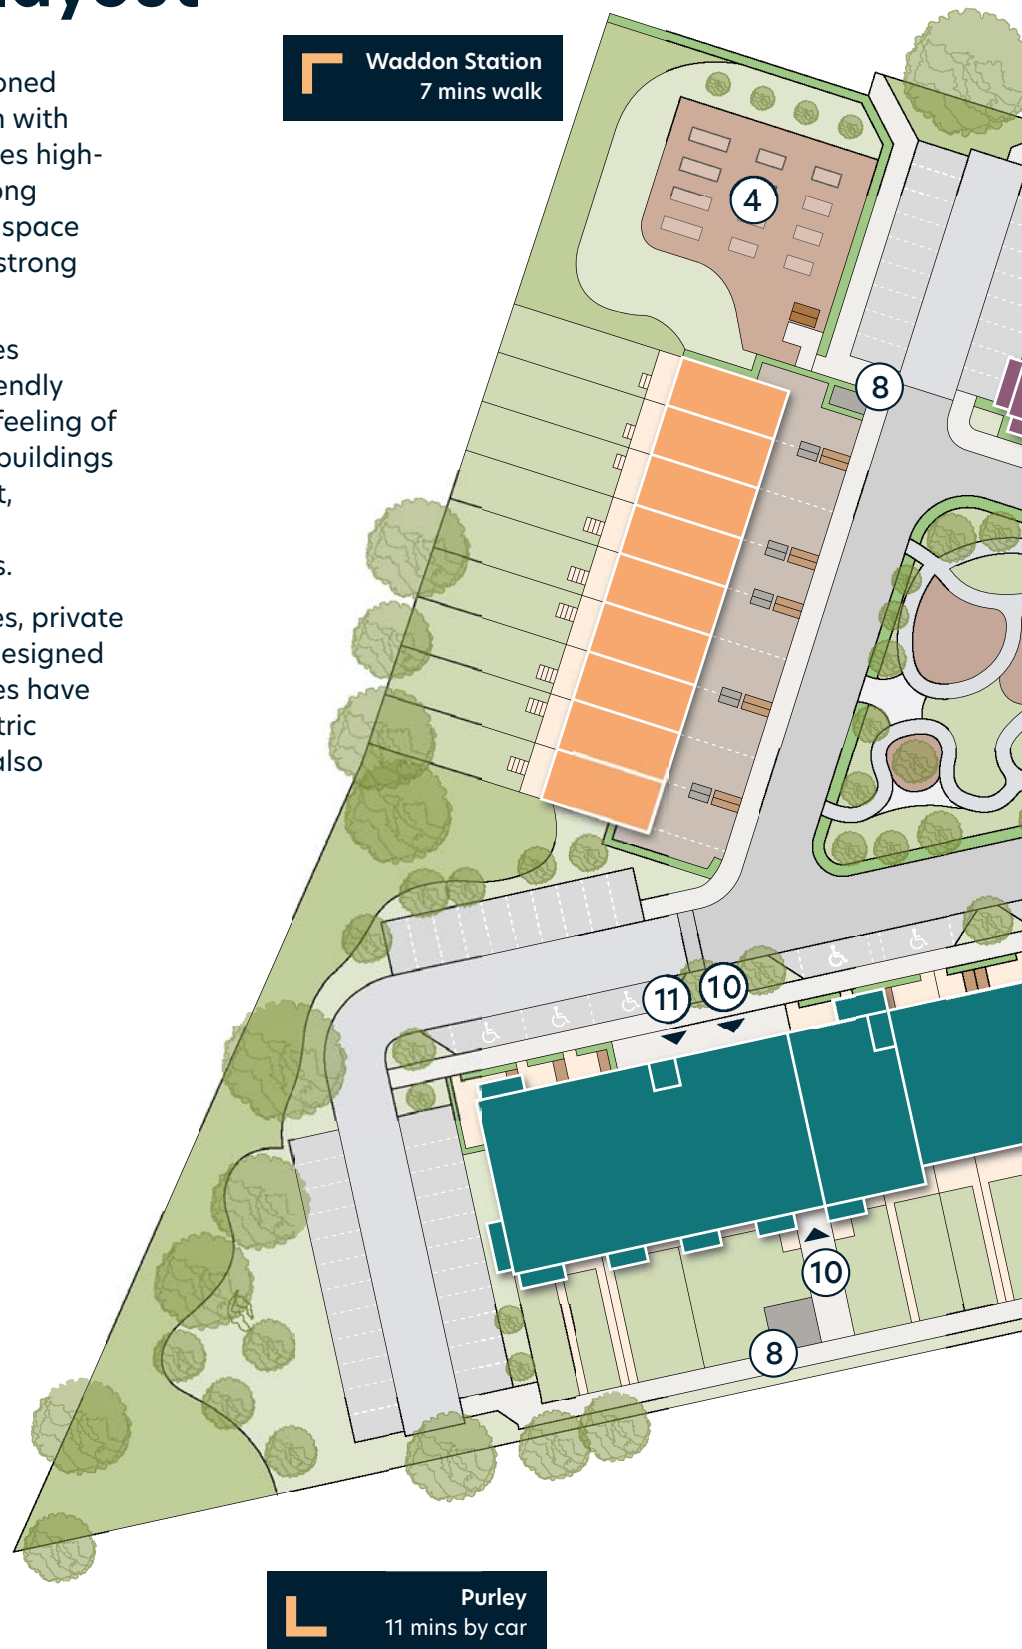 layout
oned
n with
es high-
ong
space
strong
es
endly
feeling of
buildings
t,
s.
es, private
esigned
es have
tric
also
Waddon Station
7 mins walk
4
8
11
10
10
8
Purley
11 mins by car